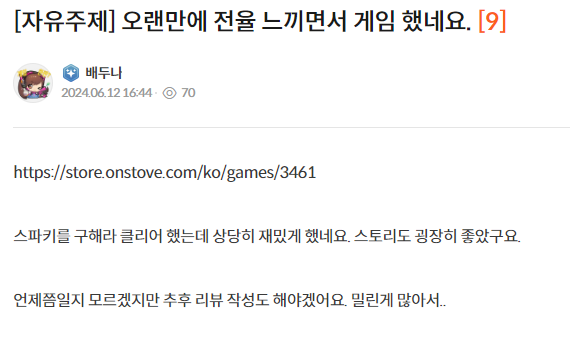 [자유주제] 오랜만에 전율 느끼면서 게임 했네요. [9]
배두나
2024.06.12 16:44 · 70
https://store.onstove.com/ko/games/3461
스파키를 구해라 클리어 했는데 상당히 재밌게 했네요. 스토리도 굉장히 좋았구요.
언제쯤일지 모르겠지만 추후 리뷰 작성도 해야겠어요. 밀린게 많아서..